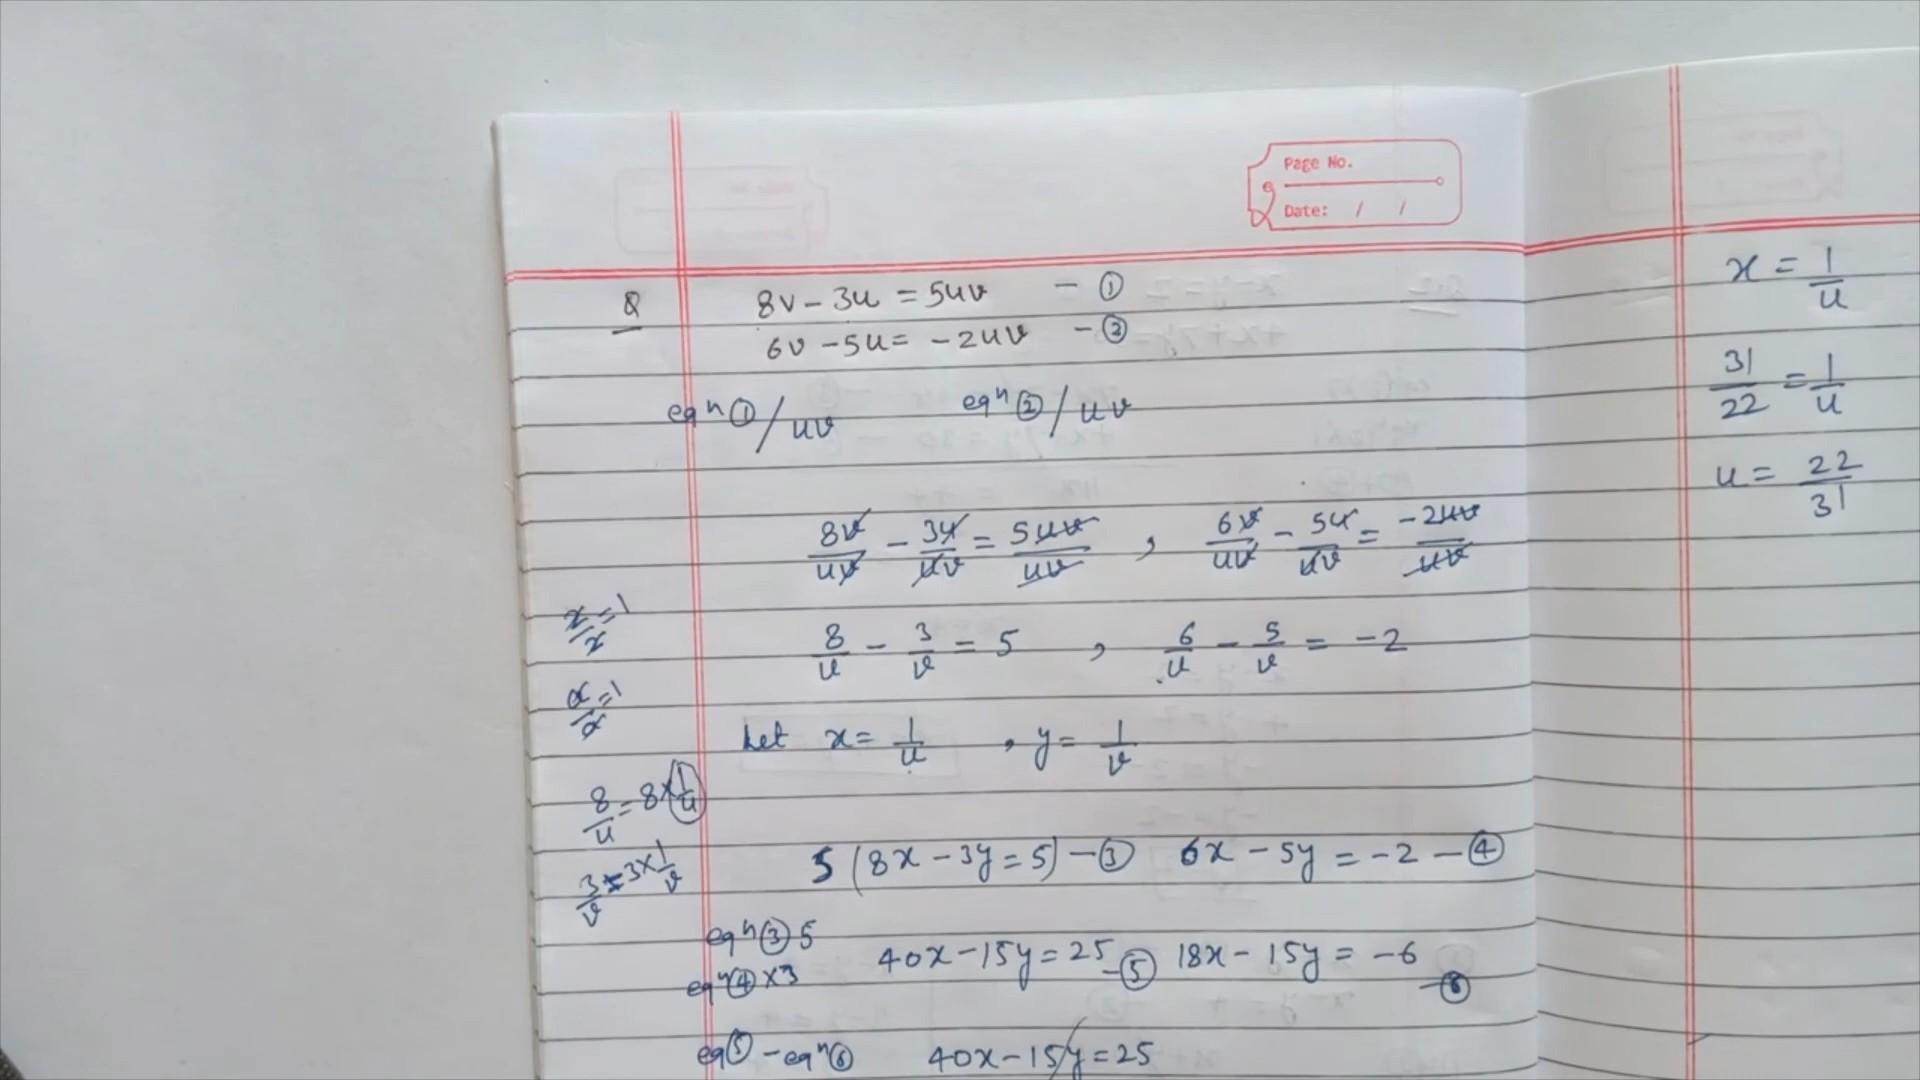 Page No.
Date: / /
Q 8v - 3u = 5uv - ①
6v - 5u = -2uv - ②
eqⁿ ① / uv eqⁿ ② / uv
8v/uv - 3u/uv = 5uv/uv , 6v/uv - 5u/uv = -2uv/uv
x/x = 1
8/u - 3/v = 5 , 6/u - 5/v = -2
α/α = 1
Let x = 1/u , y = 1/v
8/u = 8 × 1/u
5 (8x - 3y = 5) - ③ 6x - 5y = -2 - ④
3/v = 3 × 1/v
eqⁿ ③ 5
40x - 15y = 25 - ⑤ 18x - 15y = -6 - ⑥
eqⁿ ④ × 3
eq ⑤ - eqⁿ ⑥ 40x - 15y = 25
x = 1/u
31/22 = 1/u
u = 22/31